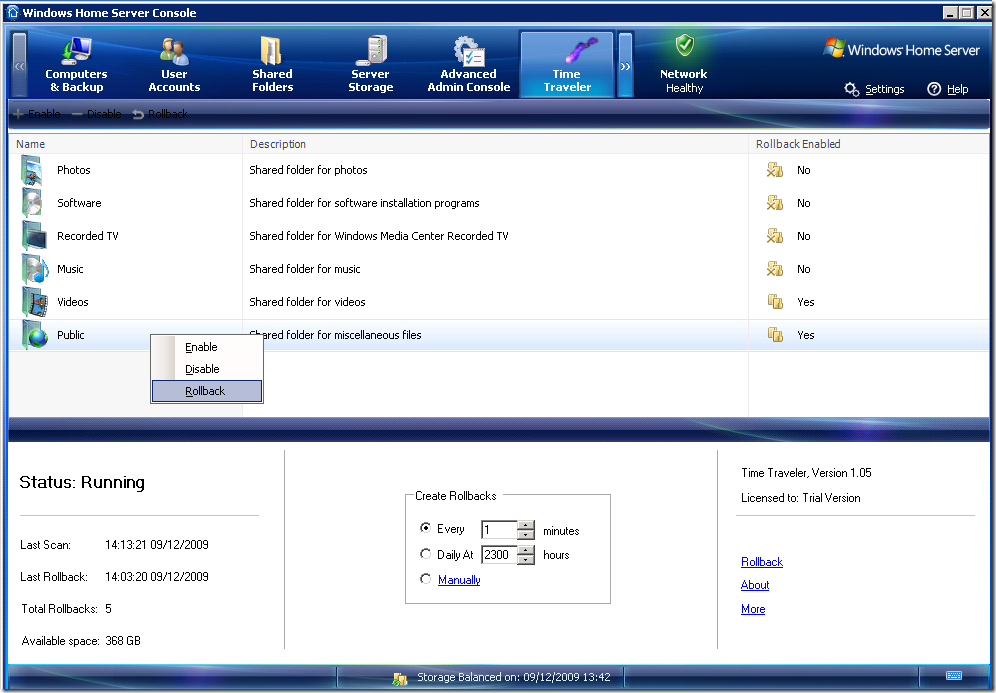 Windows Home Server Console
«
Computers & Backup
User Accounts
Shared Folders
Server Storage
Advanced Admin Console
Time Traveler
»
Network Healthy
Windows Home Server
Settings
Help
Enable Disable Rollback
Name Description Rollback Enabled
Photos Shared folder for photos No
Software Shared folder for software installation programs No
Recorded TV Shared folder for Windows Media Center Recorded TV No
Music Shared folder for music No
Videos Shared folder for videos Yes
Public Shared folder for miscellaneous files Yes
Enable
Disable
Rollback
Status: Running
Last Scan: 14:13:21 09/12/2009
Last Rollback: 14:03:20 09/12/2009
Total Rollbacks: 5
Available space: 368 GB
Create Rollbacks
Every 1 minutes
Daily At 2300 hours
Manually
Time Traveler, Version 1.05
Licensed to: Trial Version
Rollback
About
More
Storage Balanced on: 09/12/2009 13:42